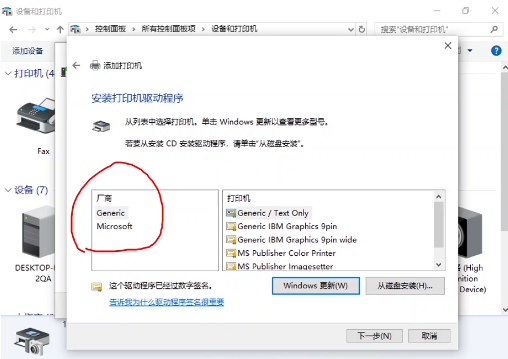 设备和打印机
控制面板 › 所有控制面板项 › 设备和打印机
搜索"设备和打印机"
添加设备
打印机 (4
Fax
设备 (7)
DESKTOP-
2QA
(High
nition
Device)
添加打印机
安装打印机驱动程序
从列表中选择打印机。单击 Windows 更新以查看更多型号。
若要从安装 CD 安装驱动程序，请单击"从磁盘安装"。
厂商
Generic
Microsoft
打印机
Generic / Text Only
Generic IBM Graphics 9pin
Generic IBM Graphics 9pin wide
MS Publisher Color Printer
MS Publisher Imagesetter
这个驱动程序已经过数字签名。
告诉我为什么驱动程序签名很重要
Windows 更新(W)
从磁盘安装(H)...
下一步(N)
取消